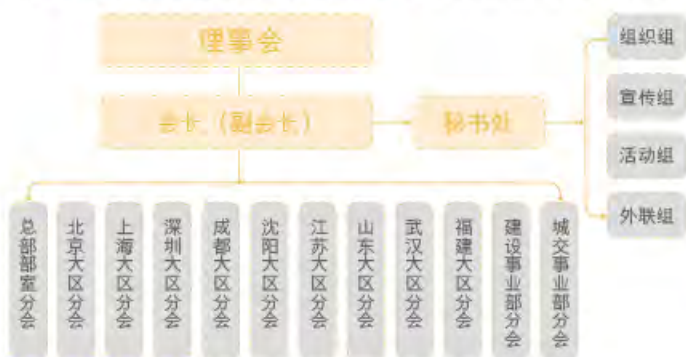 理事会
会长（副会长）
秘书处
组织组
宣传组
活动组
外联组
总部部室分会
北京大区分会
上海大区分会
深圳大区分会
成都大区分会
沈阳大区分会
江苏大区分会
山东大区分会
武汉大区分会
福建大区分会
建设事业部分会
城交事业部分会